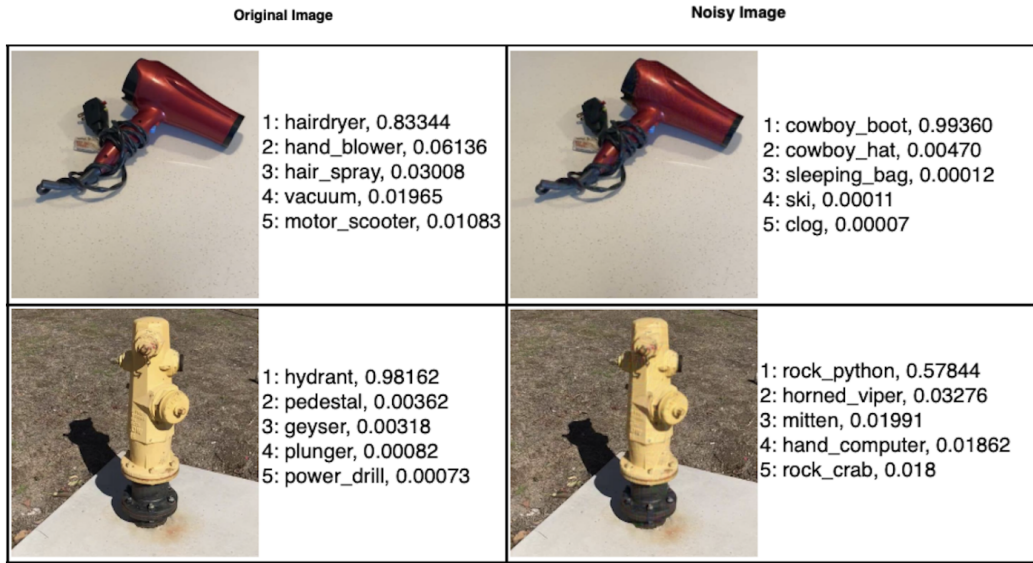 Original Image
Noisy Image
1: hairdryer, 0.83344
2: hand_blower, 0.06136
3: hair_spray, 0.03008
4: vacuum, 0.01965
5: motor_scooter, 0.01083
1: cowboy_boot, 0.99360
2: cowboy_hat, 0.00470
3: sleeping_bag, 0.00012
4: ski, 0.00011
5: clog, 0.00007
1: hydrant, 0.98162
2: pedestal, 0.00362
3: geyser, 0.00318
4: plunger, 0.00082
5: power_drill, 0.00073
1: rock_python, 0.57844
2: horned_viper, 0.03276
3: mitten, 0.01991
4: hand_computer, 0.01862
5: rock_crab, 0.018